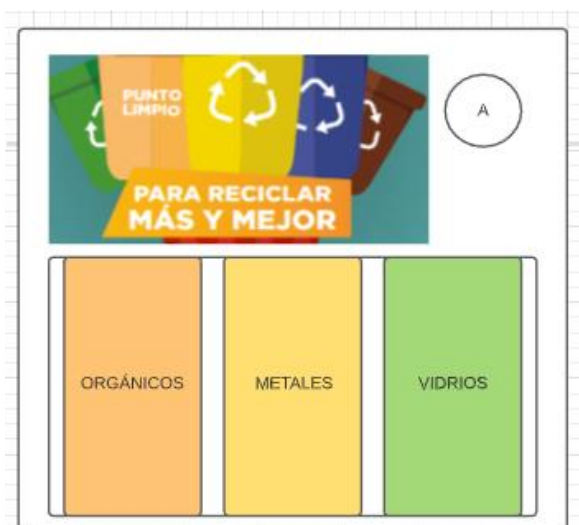 PUNTO
LIMPIO
A
PARA RECICLAR
MÁS Y MEJOR
ORGÁNICOS
METALES
VIDRIOS